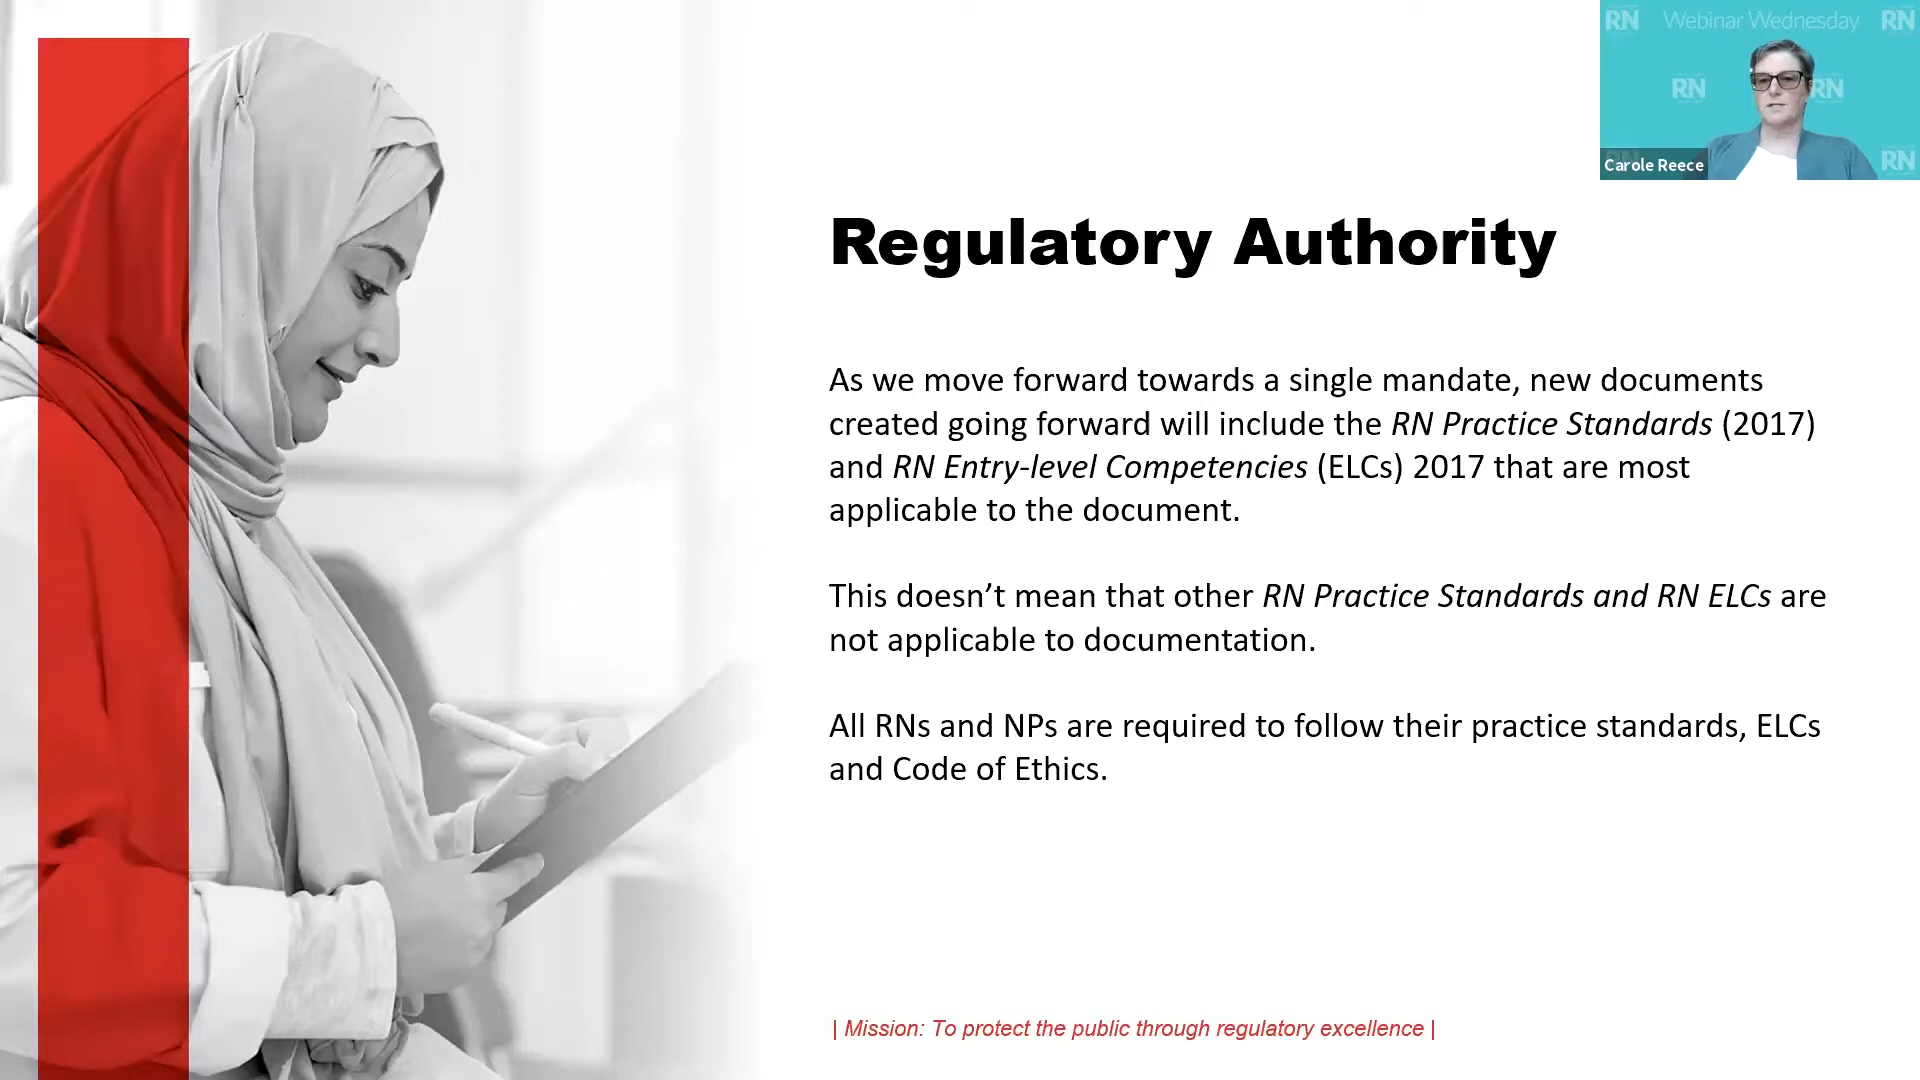 RN Webinar Wednesday RN
RN RN
Carole Reece
RN
Regulatory Authority
As we move forward towards a single mandate, new documents
created going forward will include the RN Practice Standards (2017)
and RN Entry-level Competencies (ELCs) 2017 that are most
applicable to the document.
This doesn’t mean that other RN Practice Standards and RN ELCs are
not applicable to documentation.
All RNs and NPs are required to follow their practice standards, ELCs
and Code of Ethics.
| Mission: To protect the public through regulatory excellence |